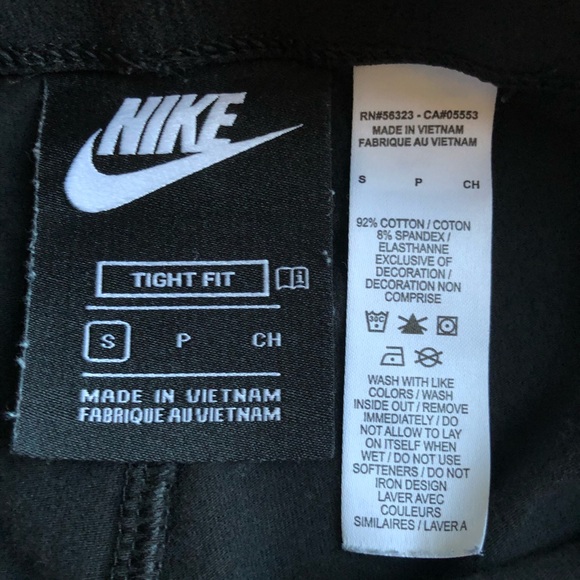 NIKE
TIGHT FIT
S P CH
MADE IN VIETNAM
FABRIQUE AU VIETNAM
RN#56323 - CA#05553
MADE IN VIETNAM
FABRIQUE AU VIETNAM
S P CH
92% COTTON / COTON
8% SPANDEX /
ELASTHANNE
EXCLUSIVE OF
DECORATION /
DECORATION NON
COMPRISE
WASH WITH LIKE
COLORS / WASH
INSIDE OUT / REMOVE
IMMEDIATELY / DO
NOT ALLOW TO LAY
ON ITSELF WHEN
WET / DO NOT USE
SOFTENERS / DO NOT
IRON DESIGN
LAVER AVEC
COULEURS
SIMILAIRES / LAVER A